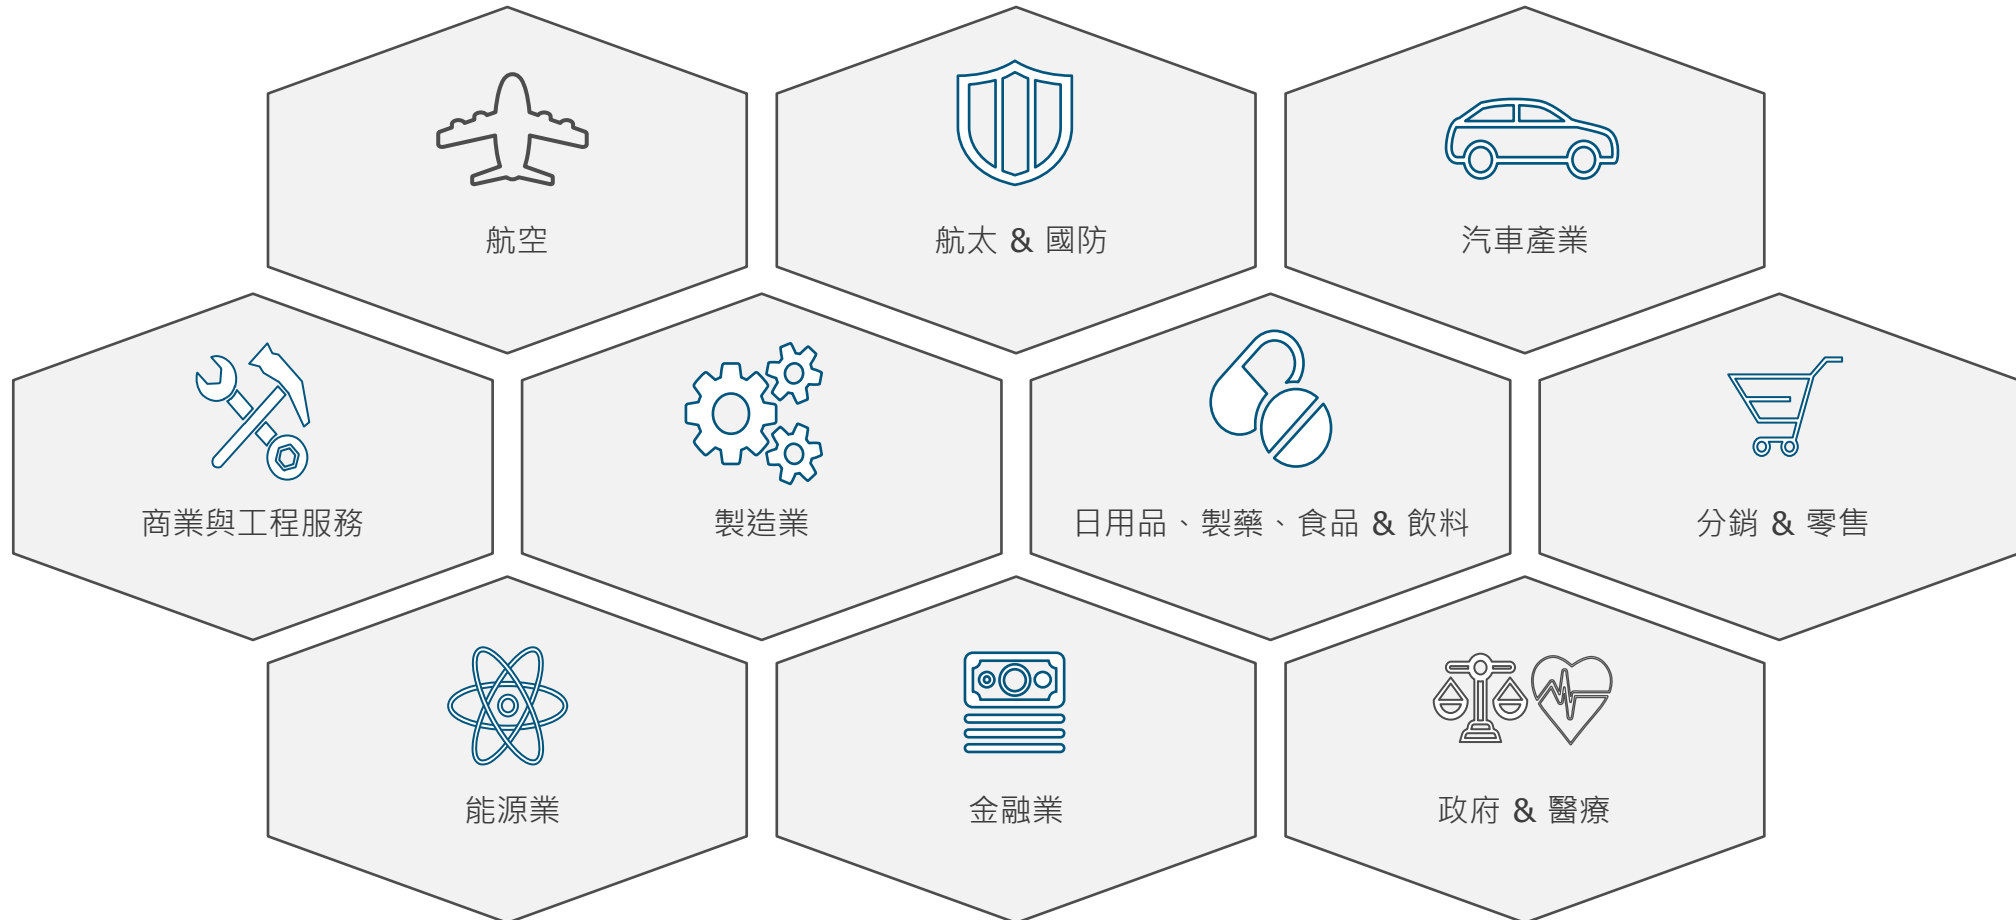 航空
航太 & 國防
汽車產業
商業與工程服務
製造業
日用品、製藥、食品 & 飲料
分銷 & 零售
能源業
金融業
政府 & 醫療